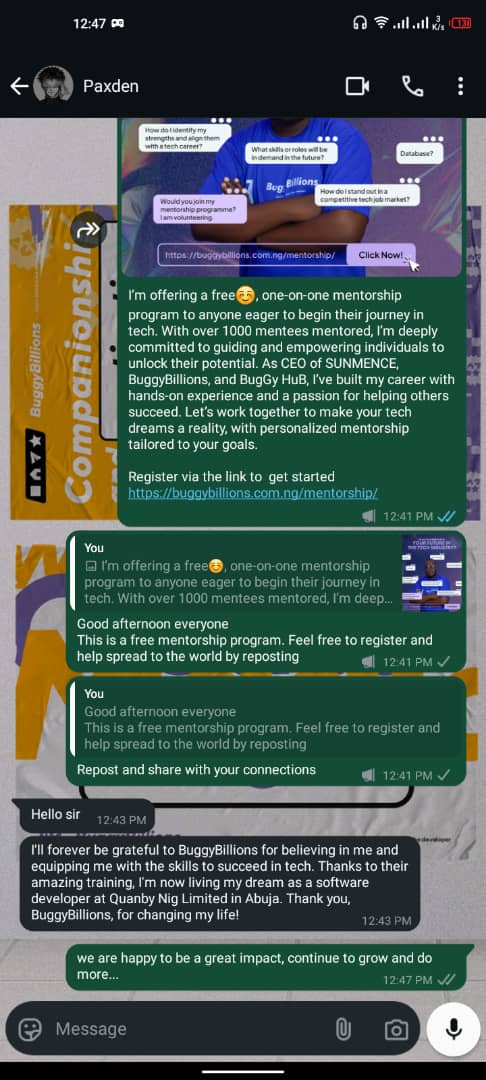 12:47
3
K/s
13
Paxden
How do I identify my
strengths and align them
with a tech career?
What skills or roles will be
in demand in the future?
Database?
Bug Billions
Would you join my
mentorship programme?
I am volunteering.
How do I stand out in a
competitive tech job market?
https://buggybillions.com.ng/mentorship/
Click Now!
BuggyBillions
Companionship
I'm offering a free☺️, one-on-one mentorship
program to anyone eager to begin their journey in
tech. With over 1000 mentees mentored, I'm deeply
committed to guiding and empowering individuals to
unlock their potential. As CEO of SUNMENCE,
BuggyBillions, and BugGy HuB, I've built my career with
hands-on experience and a passion for helping others
succeed. Let's work together to make your tech
dreams a reality, with personalized mentorship
tailored to your goals.
Register via the link to get started
https://buggybillions.com.ng/mentorship/
12:41 PM
You
I'm offering a free☺️, one-on-one mentorship
program to anyone eager to begin their journey in
tech. With over 1000 mentees mentored, I'm deep...
Good afternoon everyone
This is a free mentorship program. Feel free to register and
help spread to the world by reposting
12:41 PM
You
Good afternoon everyone
This is a free mentorship program. Feel free to register and
help spread to the world by reposting
Repost and share with your connections
12:41 PM
Hello sir
12:43 PM
I'll forever be grateful to BuggyBillions for believing in me and
equipping me with the skills to succeed in tech. Thanks to their
amazing training, I'm now living my dream as a software
developer at Quanby Nig Limited in Abuja. Thank you,
BuggyBillions, for changing my life!
12:43 PM
developer
we are happy to be a great impact, continue to grow and do
more...
12:47 PM
Message